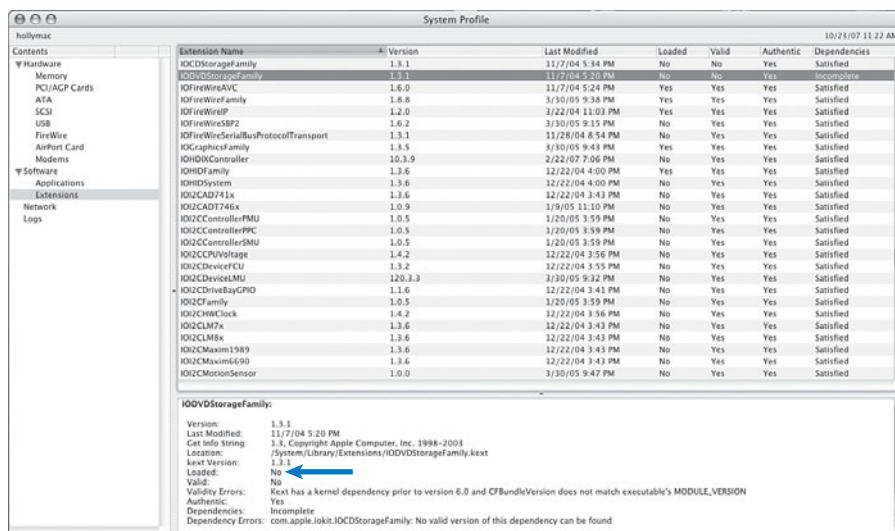 System Profile
hollymac 10/23/07 11:22 AM
Contents
Hardware
Memory
PCI/AGP Cards
ATA
SCSI
USB
FireWire
AirPort Card
Modems
Software
Applications
Extensions
Network
Logs
Extension Name Version Last Modified Loaded Valid Authentic Dependencies
IOCDStorageFamily 1.3.1 11/7/04 5:34 PM No No Yes Satisfied
IODVDStorageFamily 1.3.1 11/7/04 5:20 PM No No Yes Incomplete
IOFireWireAVC 1.6.0 11/7/04 5:24 PM Yes Yes Yes Satisfied
IOFireWireFamily 1.8.8 3/30/05 9:38 PM Yes Yes Yes Satisfied
IOFireWireIP 1.2.0 3/22/04 11:03 PM Yes Yes Yes Satisfied
IOFireWireSBP2 1.6.2 3/30/05 9:15 PM No Yes Yes Satisfied
IOFireWireSerialBusProtocolTransport 1.3.1 11/28/04 8:54 PM No Yes Yes Satisfied
IOGraphicsFamily 1.3.5 3/30/05 9:43 PM Yes Yes Yes Satisfied
IOHDIXController 10.3.9 2/22/07 7:06 PM No Yes Yes Satisfied
IOHIDFamily 1.3.6 12/22/04 4:00 PM Yes Yes Yes Satisfied
IOHIDSystem 1.3.6 12/22/04 4:00 PM No Yes Yes Satisfied
IOI2CAD741x 1.3.6 12/22/04 3:43 PM No Yes Yes Satisfied
IOI2CADT746x 1.0.9 1/9/05 11:10 PM No Yes Yes Satisfied
IOI2CControllerPMU 1.0.5 1/20/05 3:59 PM No Yes Yes Satisfied
IOI2CControllerPPC 1.0.5 1/20/05 3:59 PM No Yes Yes Satisfied
IOI2CControllerSMU 1.0.5 1/20/05 3:59 PM No Yes Yes Satisfied
IOI2CCPUVoltage 1.4.2 12/22/04 3:56 PM No Yes Yes Satisfied
IOI2CDeviceFCU 1.3.2 12/22/04 3:55 PM No Yes Yes Satisfied
IOI2CDeviceLMU 120.3.3 3/30/05 9:32 PM No Yes Yes Satisfied
IOI2CDriveBayGPIO 1.1.6 12/22/04 3:41 PM No Yes Yes Satisfied
IOI2CFamily 1.0.5 1/20/05 3:59 PM No Yes Yes Satisfied
IOI2CHWClock 1.4.2 12/22/04 3:56 PM No Yes Yes Satisfied
IOI2CLM7x 1.3.6 12/22/04 3:43 PM No Yes Yes Satisfied
IOI2CLM8x 1.3.6 12/22/04 3:43 PM No Yes Yes Satisfied
IOI2CMaxim1989 1.3.6 12/22/04 3:43 PM No Yes Yes Satisfied
IOI2CMaxim6690 1.3.6 12/22/04 3:43 PM No Yes Yes Satisfied
IOI2CMotionSensor 1.0.0 3/30/05 9:47 PM No Yes Yes Satisfied
IODVDStorageFamily:
Version: 1.3.1
Last Modified: 11/7/04 5:20 PM
Get Info String: 1.3, Copyright Apple Computer, Inc. 1998-2003
Location: /System/Library/Extensions/IODVDStorageFamily.kext
kext Version: 1.3.1
Loaded: No
Valid: No
Validity Errors: Kext has a kernel dependency prior to version 6.0 and CFBundleVersion does not match executable's MODULE_VERSION
Authentic: Yes
Dependencies: Incomplete
Dependency Errors: com.apple.iokit.IOCDStorageFamily: No valid version of this dependency can be found